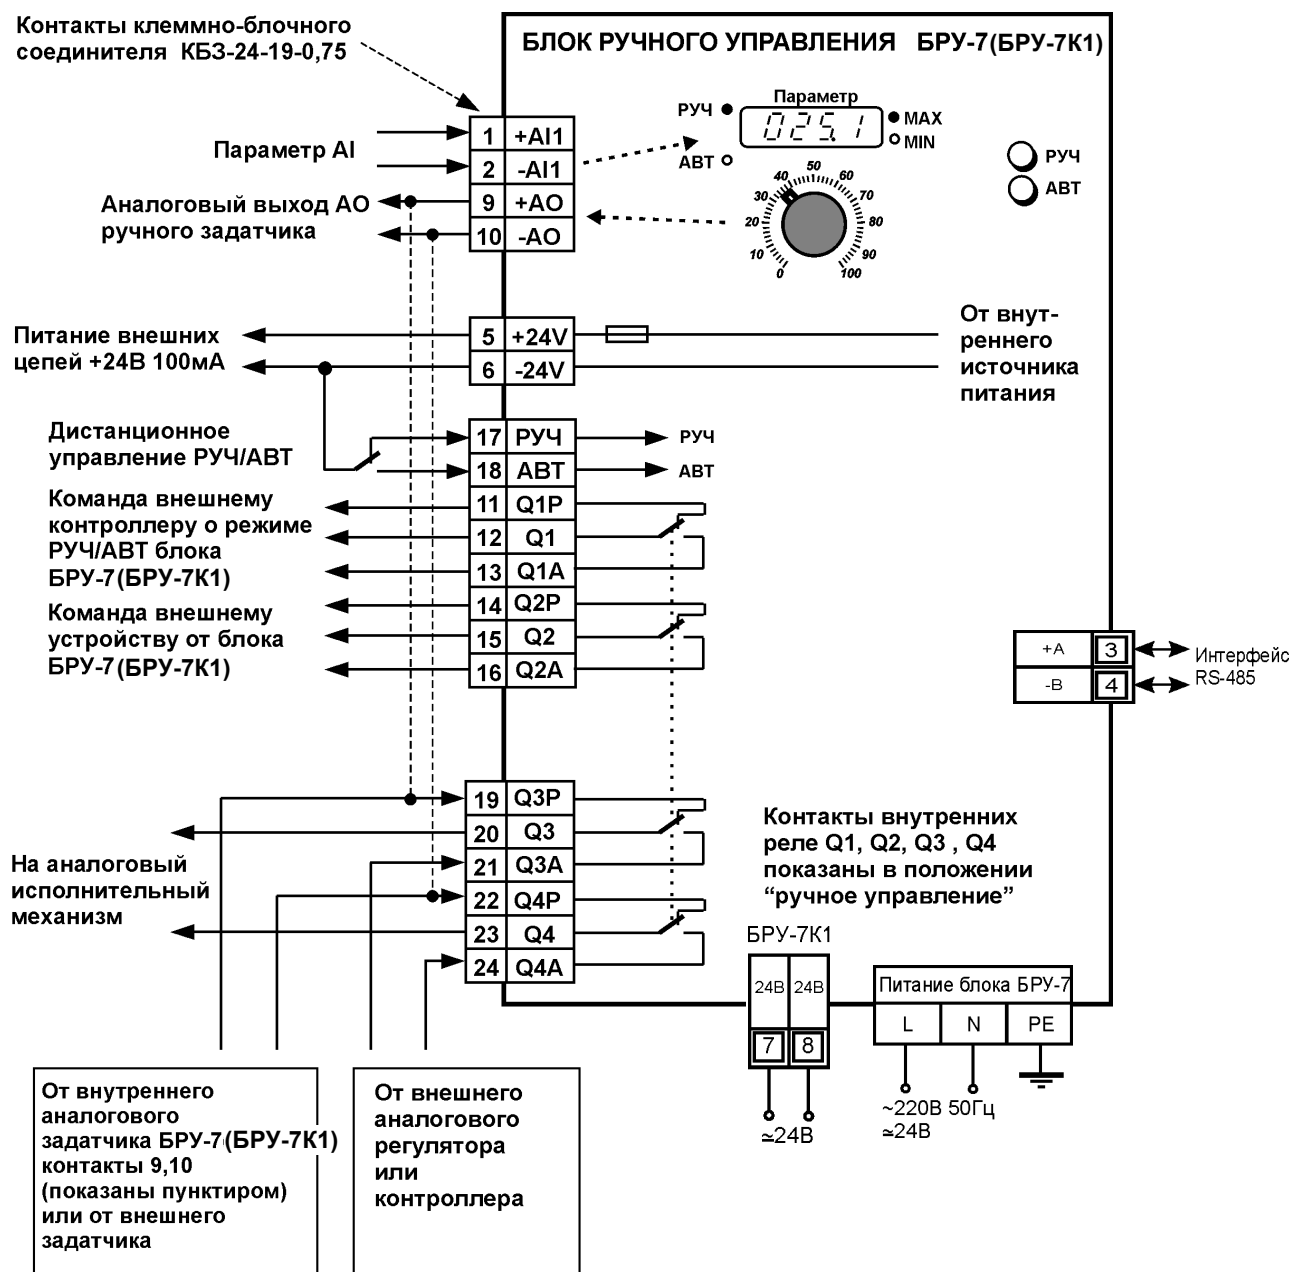 Контакты клеммно-блочного
соединителя КБЗ-24-19-0,75
БЛОК РУЧНОГО УПРАВЛЕНИЯ БРУ-7(БРУ-7К1)
Параметр
РУЧ
025.1
MAX
MIN
АВТ
РУЧ
АВТ
0
10
20
30
40
50
60
70
80
90
100
Параметр AI
1 +AI1
2 -AI1
Аналоговый выход АО
ручного задатчика
9 +AO
10 -AO
Питание внешних
цепей +24В 100мА
5 +24V
6 -24V
От внут-
реннего
источника
питания
Дистанционное
управление РУЧ/АВТ
17 РУЧ
РУЧ
18 АВТ
АВТ
Команда внешнему
контроллеру о режиме
РУЧ/АВТ блока
БРУ-7(БРУ-7К1)
11 Q1P
12 Q1
13 Q1A
Команда внешнему
устройству от блока
БРУ-7(БРУ-7К1)
14 Q2P
15 Q2
16 Q2A
+A 3
-B 4
Интерфейс
RS-485
На аналоговый
исполнительный
механизм
19 Q3P
20 Q3
21 Q3A
22 Q4P
23 Q4
24 Q4A
Контакты внутренних
реле Q1, Q2, Q3 , Q4
показаны в положении
“ручное управление”
БРУ-7К1
24В 24В
7 8
≃24В
Питание блока БРУ-7
L N PE
~220В 50Гц
≃24В
От внутреннего
аналогового
задатчика БРУ-7(БРУ-7К1)
контакты 9,10
(показаны пунктиром)
или от внешнего
задатчика
От внешнего
аналогового
регулятора
или
контроллера